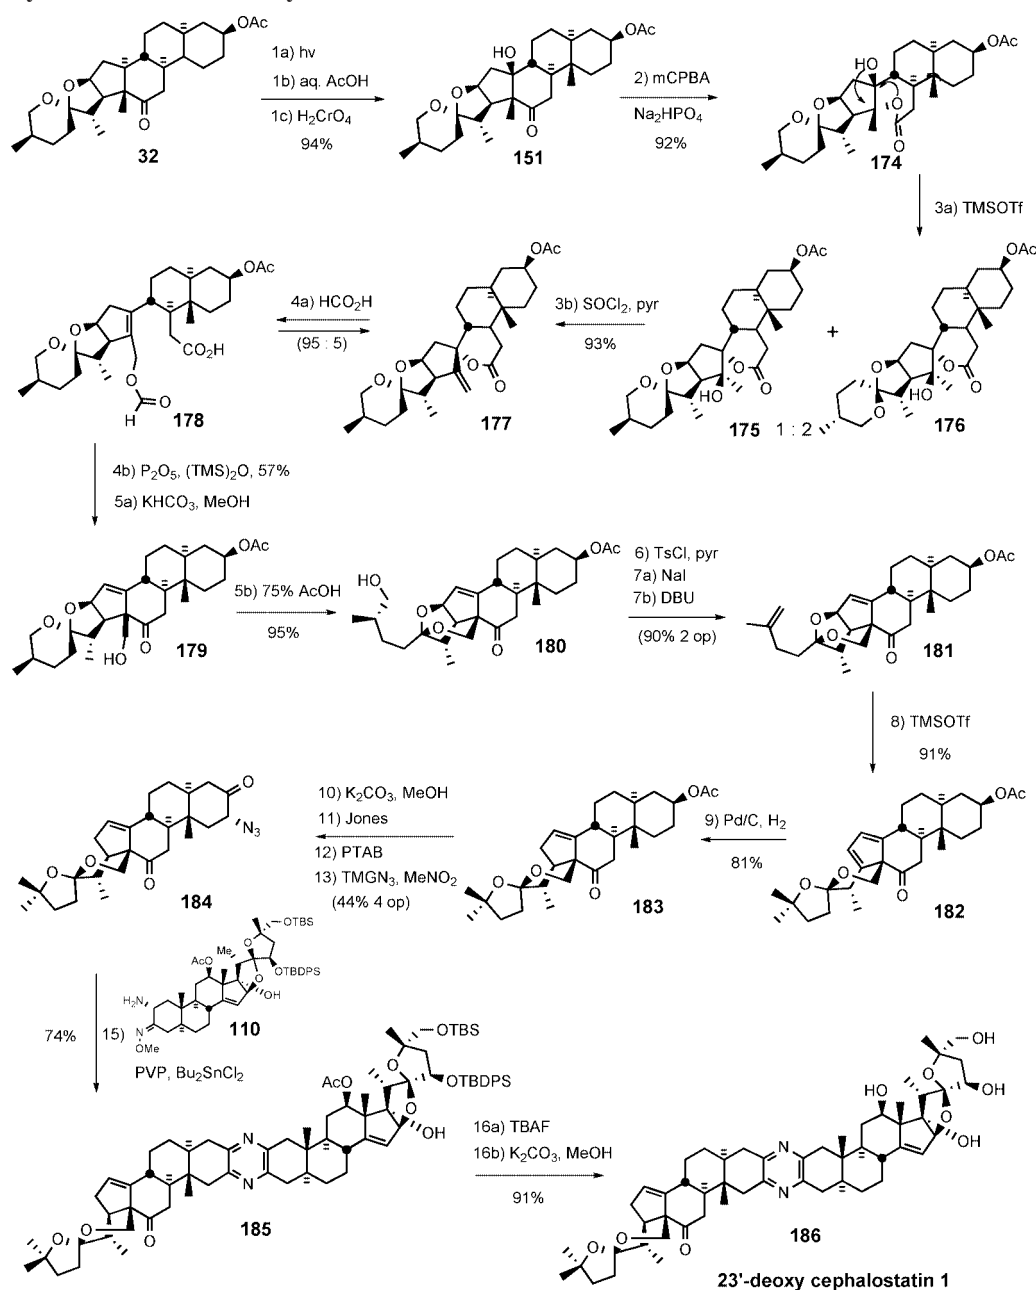 OAc
1a) hν
1b) aq. AcOH
1c) H2CrO4
94%
O
O
O
32
HO
OAc
O
O
O
151
2) mCPBA
Na2HPO4
92%
HO
OAc
O
O
O
O
174
3a) TMSOTf
OAc
O
O
CO2H
O
H
O
178
4a) HCO2H
(95 : 5)
OAc
O
O
O
O
177
3b) SOCl2, pyr
93%
OAc
O
O
O
O
HO
175
+
1 : 2
OAc
O
O
O
O
HO
176
4b) P2O5, (TMS)2O, 57%
5a) KHCO3, MeOH
OAc
O
O
HO
O
179
5b) 75% AcOH
95%
HO
OAc
O
O
O
180
6) TsCl, pyr
7a) NaI
7b) DBU
(90% 2 op)
OAc
O
O
O
181
8) TMSOTf
91%
O
N3
O
O
O
184
10) K2CO3, MeOH
11) Jones
12) PTAB
13) TMGN3, MeNO2
(44% 4 op)
OAc
O
O
O
183
9) Pd/C, H2
81%
OAc
O
O
O
182
74%
15)
OTBS
Me
O
AcO
OTBDPS
O
OH
H2N
N
OMe
110
PVP, Bu2SnCl2
OTBS
O
AcO
OTBDPS
O
OH
N
N
O
O
O
185
16a) TBAF
16b) K2CO3, MeOH
91%
OH
O
HO
OH
O
OH
N
N
O
O
O
186
23'-deoxy cephalostatin 1